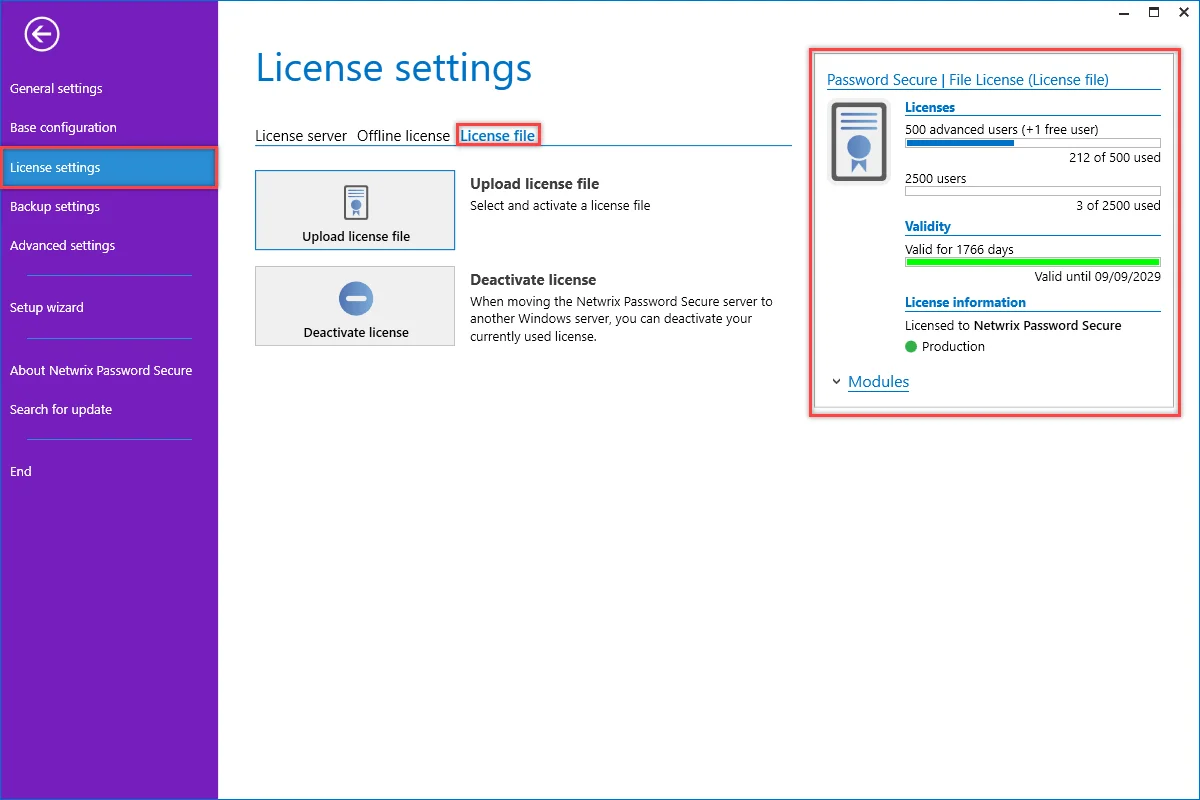 General settings
Base configuration
License settings
Backup settings
Advanced settings
Setup wizard
About Netwrix Password Secure
Search for update
End
License settings
License server Offline license License file
Upload license file
Upload license file
Select and activate a license file
Deactivate license
Deactivate license
When moving the Netwrix Password Secure server to
another Windows server, you can deactivate your
currently used license.
Password Secure | File License (License file)
Licenses
500 advanced users (+1 free user)
212 of 500 used
2500 users
3 of 2500 used
Validity
Valid for 1766 days
Valid until 09/09/2029
License information
Licensed to Netwrix Password Secure
Production
Modules